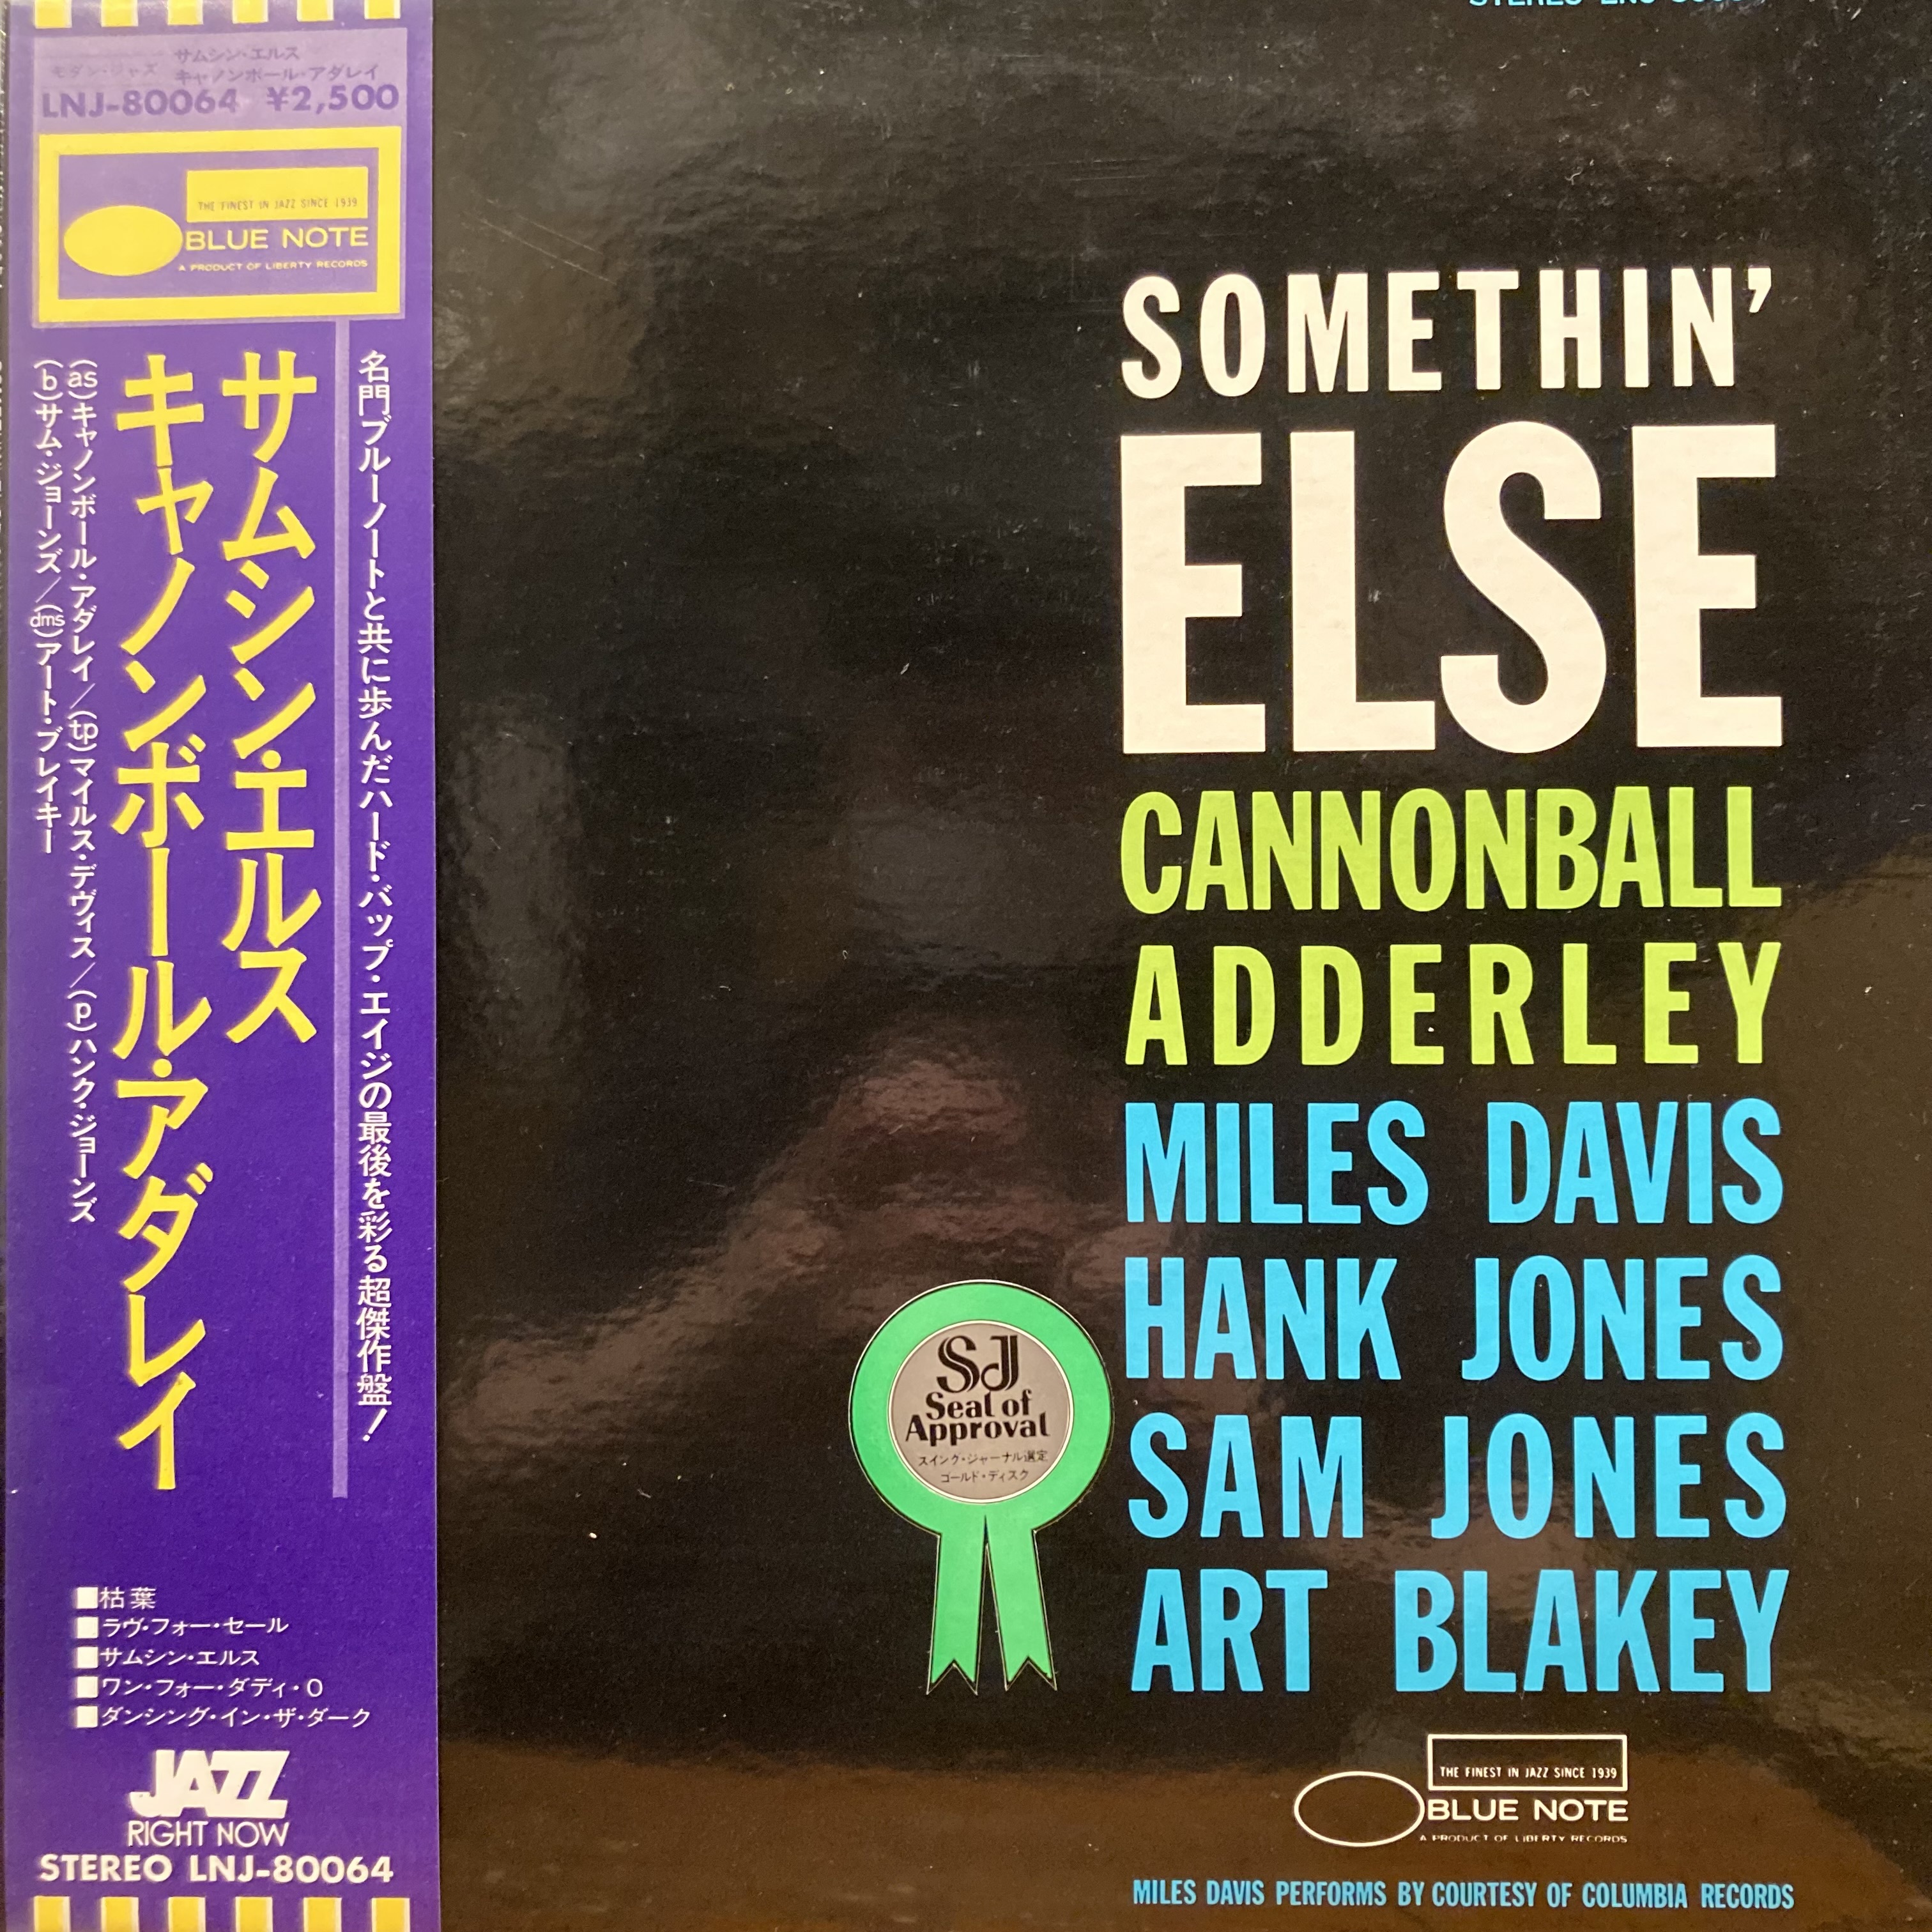 サムシン・エルス
モダン・ジャズ キャノンボール・アダレイ
LNJ-80064 ¥2,500
THE FINEST IN JAZZ SINCE 1939
BLUE NOTE
A PRODUCT OF LIBERTY RECORDS
名門ブルーノートと共に歩んだハード・バップ・エイジの最後を彩る超傑作盤!
サムシン・エルス
キャノンボール・アダレイ
(as)キャノンボール・アダレイ/(tp)マイルス・デヴィス/(p)ハンク・ジョーンズ
(b)サム・ジョーンズ/(dms)アート・ブレイキー
■枯葉
■ラヴ・フォー・セール
■サムシン・エルス
■ワン・フォー・ダディ・O
■ダンシング・イン・ザ・ダーク
JAZZ
RIGHT NOW
STEREO LNJ-80064
SOMETHIN'
ELSE
CANNONBALL
ADDERLEY
MILES DAVIS
HANK JONES
SAM JONES
ART BLAKEY
SJ
Seal of
Approval
スイング・ジャーナル選定
ゴールド・ディスク
THE FINEST IN JAZZ SINCE 1939
BLUE NOTE
A PRODUCT OF LIBERTY RECORDS
MILES DAVIS PERFORMS BY COURTESY OF COLUMBIA RECORDS